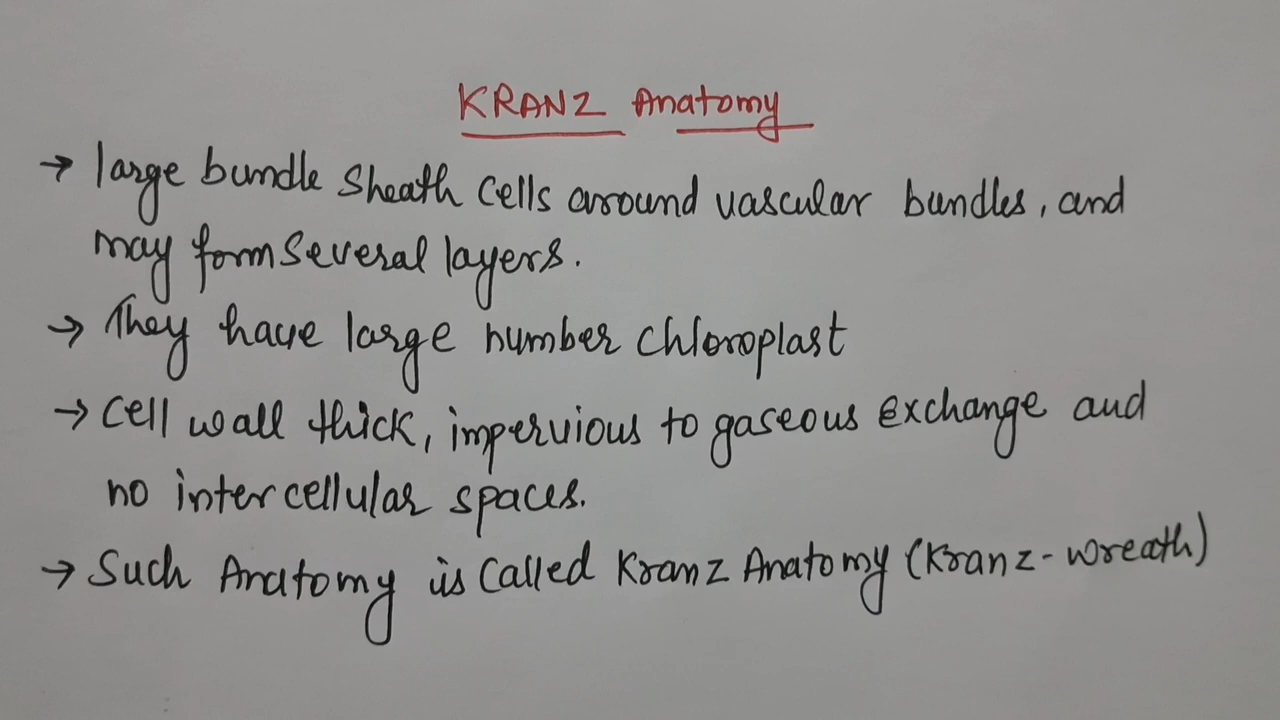 KRANZ Anatomy
→ large bundle sheath cells around vascular bundles, and
may form several layers.
→ They have large number chloroplast
→ cell wall thick, impervious to gaseous exchange and
no intercellular spaces.
→ Such Anatomy is called Kranz Anatomy (Kranz-wreath)